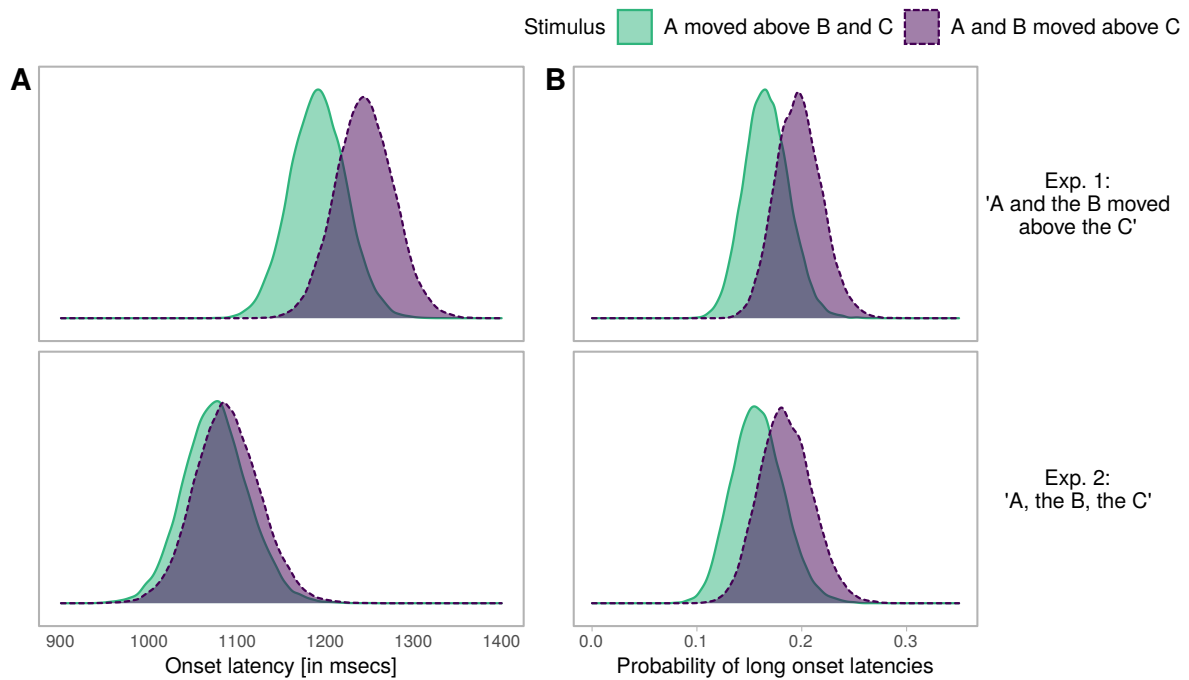 Stimulus A moved above B and C A and B moved above C
A B
Exp. 1:
'A and the B moved
above the C'
Exp. 2:
'A, the B, the C'
900 1000 1100 1200 1300 1400 0.0 0.1 0.2 0.3
Onset latency [in msecs] Probability of long onset latencies